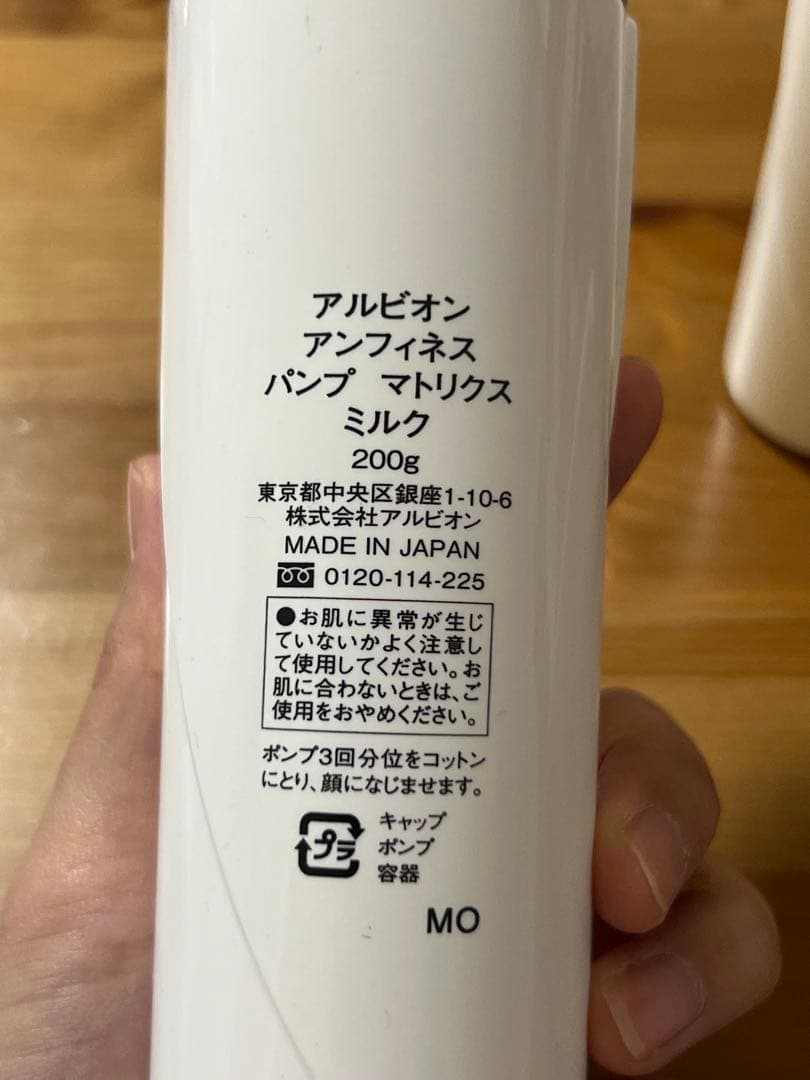 アルビオン
アンフィネス
パンプ マトリクス
ミルク
200g
東京都中央区銀座1-10-6
株式会社アルビオン
MADE IN JAPAN
0120-114-225
●お肌に異常が生じ
ていないかよく注意し
て使用してください。お
肌に合わないときは、ご
使用をおやめください。
ポンプ3回分位をコットン
にとり、顔になじませます。
プラ
キャップ
ポンプ
容器
MO